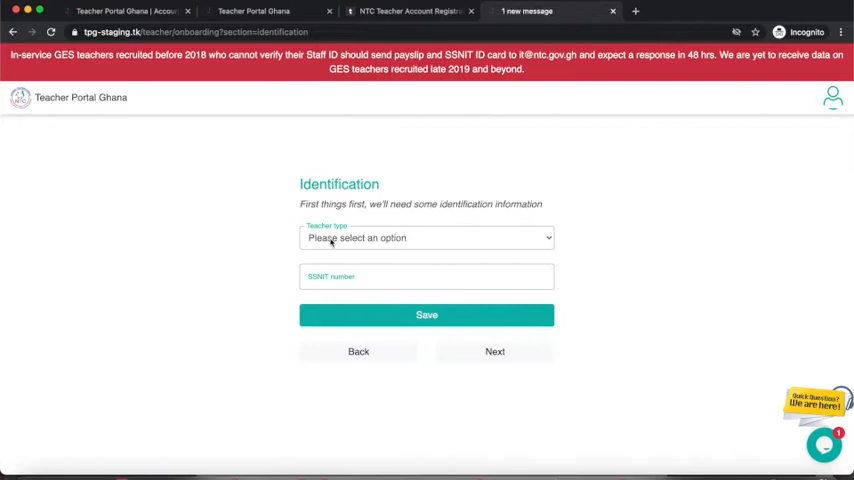 Teacher Portal Ghana | Accoun
Teacher Portal Ghana
NTC Teacher Account Registra
1 new message
tpg-staging.tk/teacher/onboarding?section=identification
Incognito
In-service GES teachers recruited before 2018 who cannot verify their Staff ID should send payslip and SSNIT ID card to it@ntc.gov.gh and expect a response in 48 hrs. We are yet to receive data on
GES teachers recruited late 2019 and beyond.
NTC
Teacher Portal Ghana
Identification
First things first, we'll need some identification information
Teacher type
Please select an option
SSNIT number
Save
Back
Next
Quick Question?
We are here!
1